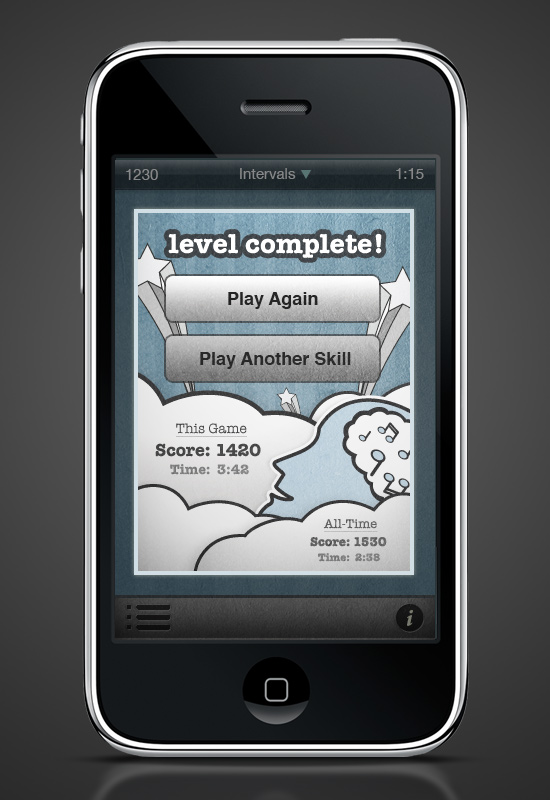 1230 Intervals 1:15
level complete!
Play Again
Play Another Skill
This Game
Score: 1420
Time: 3:42
All-Time
Score: 1530
Time: 2:38
i